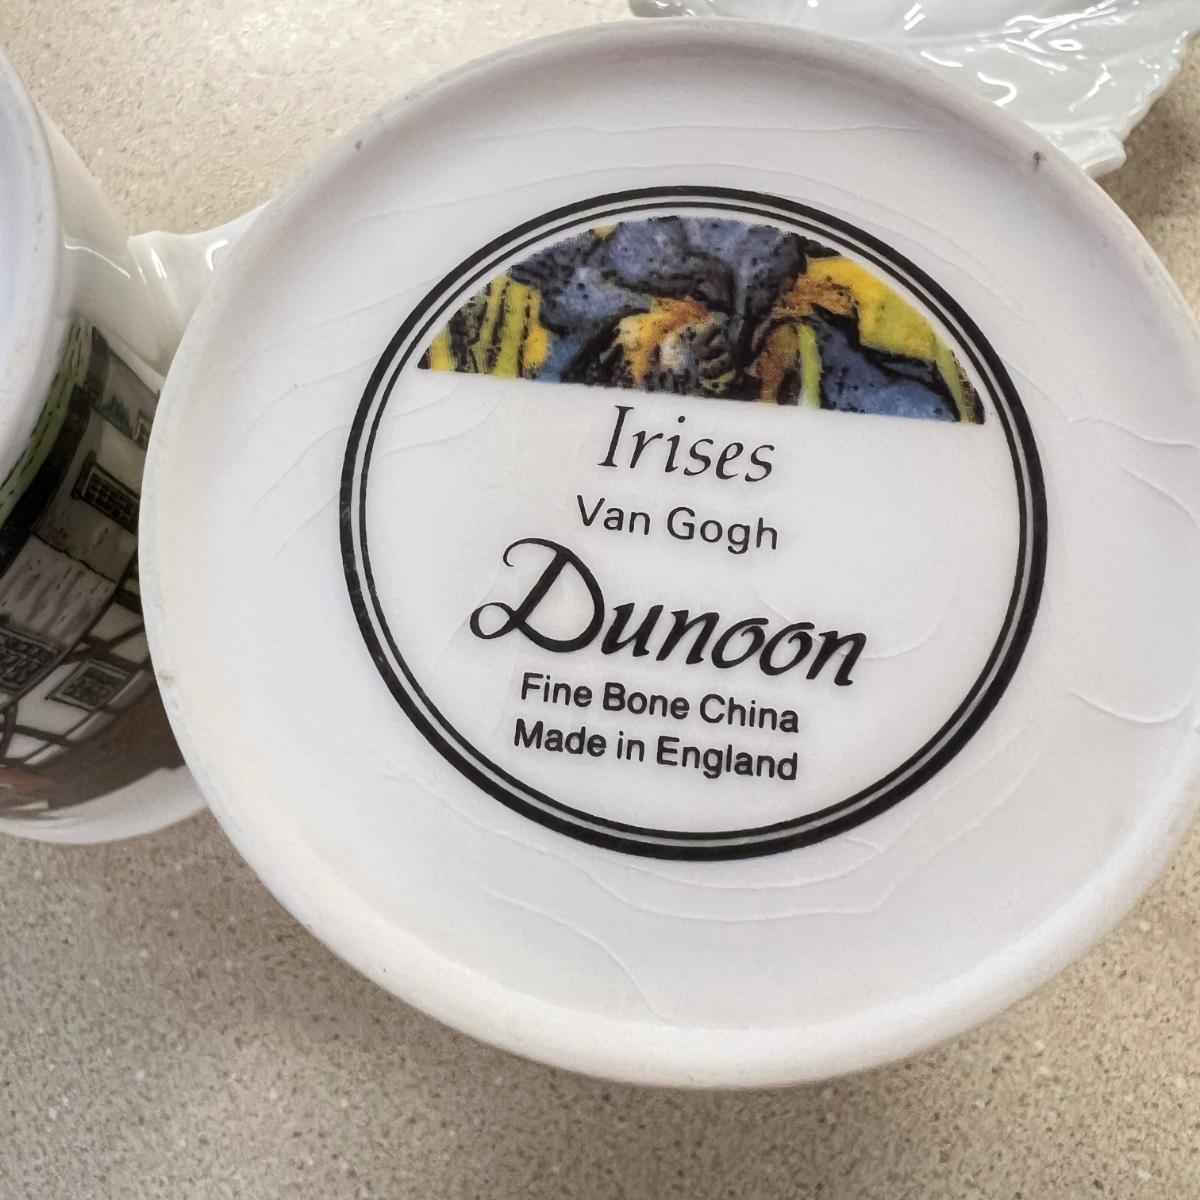 Irises
Van Gogh
Dunoon
Fine Bone China
Made in England